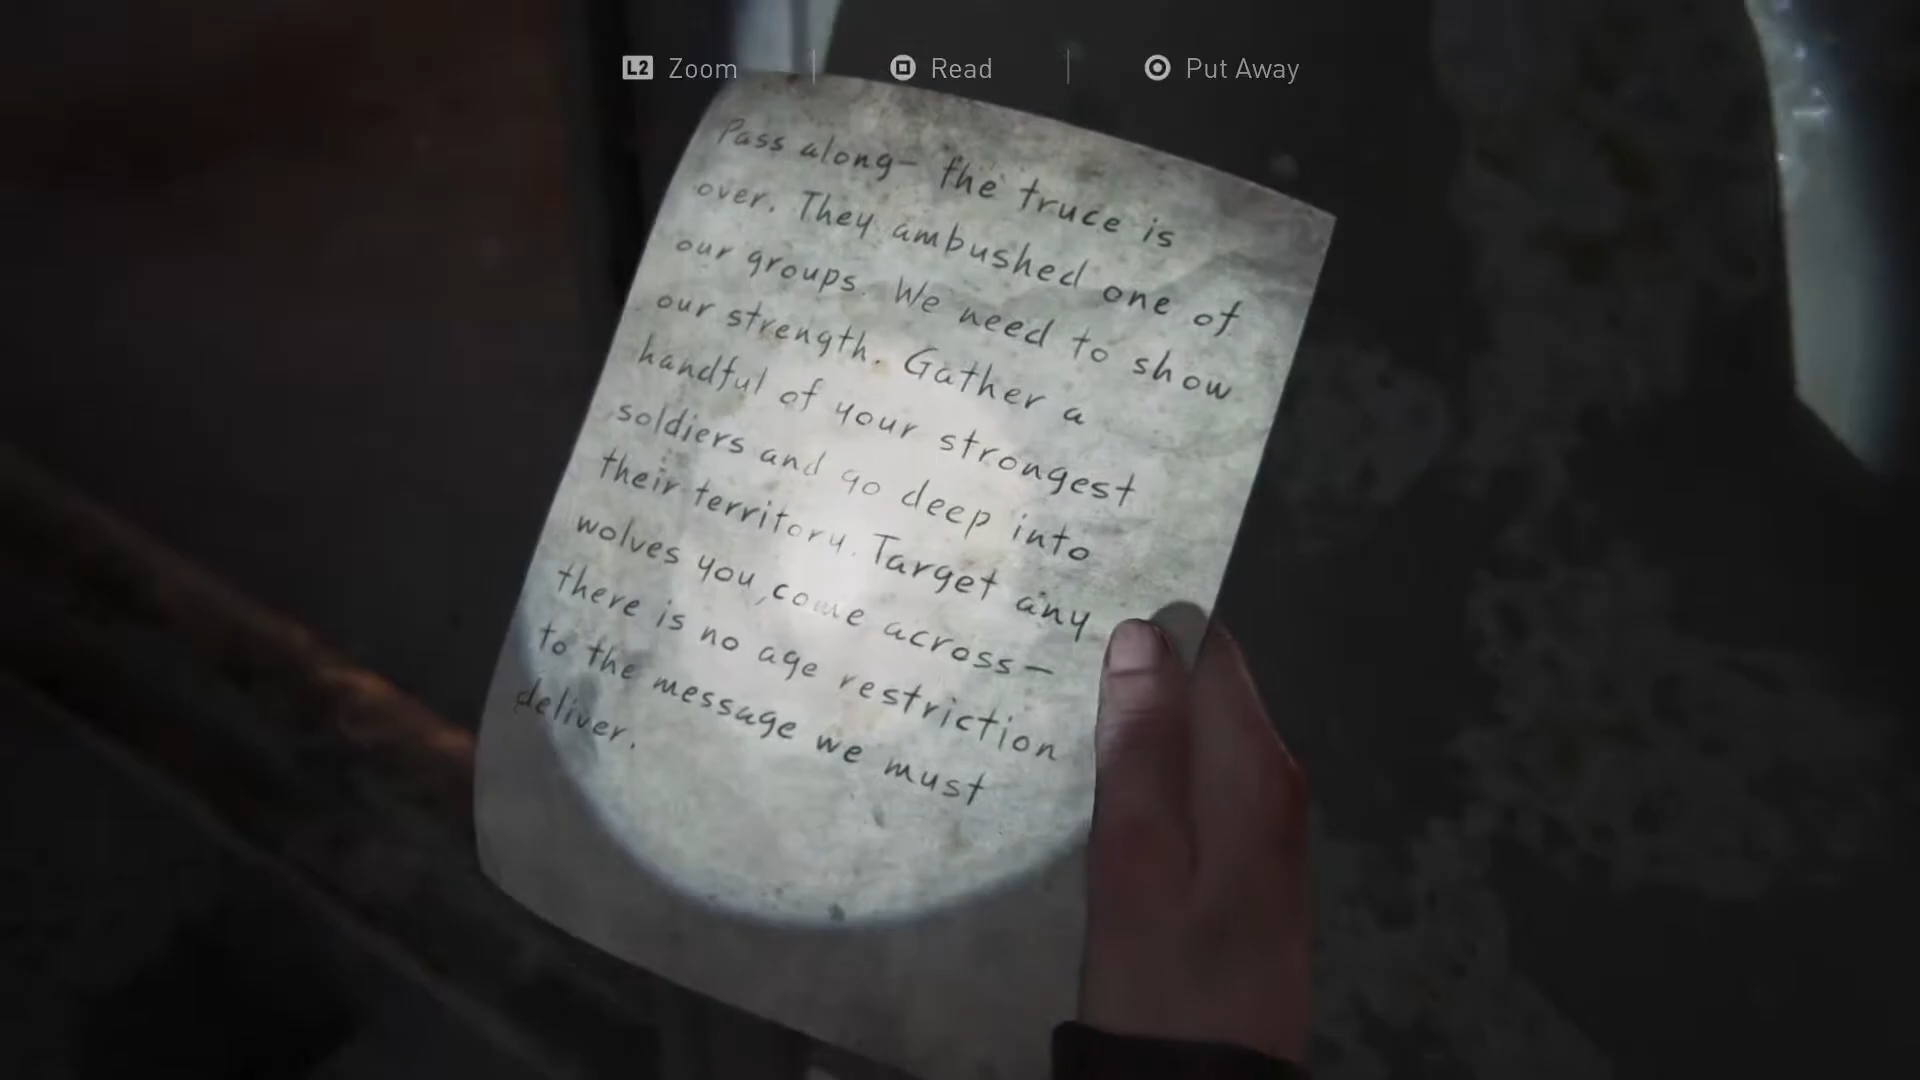 L2 Zoom Read Put Away
Pass along— the truce is
over. They ambushed one of
our groups. We need to show
our strength. Gather a
handful of your strongest
soldiers and go deep into
their territory. Target any
wolves you come across—
there is no age restriction
to the message we must
deliver.